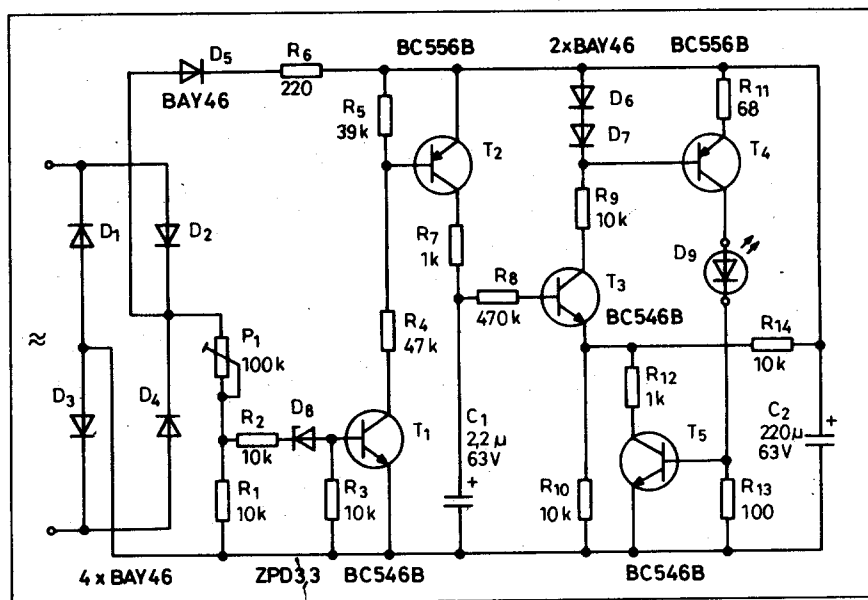 BC556B
2xBAY46
BC556B
D5
BAY46
R6
220
R5
39k
T2
D6
D7
R11
68
T4
D1
D2
R7
1k
R9
10k
D9
R8
470k
T3
BC546B
≈
P1
100k
R4
47k
R14
10k
D3
D4
R2
10k
D8
T1
C1
2,2µ
63V
+
R12
1k
T5
C2
220µ
63V
+
R1
10k
R3
10k
R10
10k
R13
100
4xBAY46
ZPD3,3
BC546B
BC546B